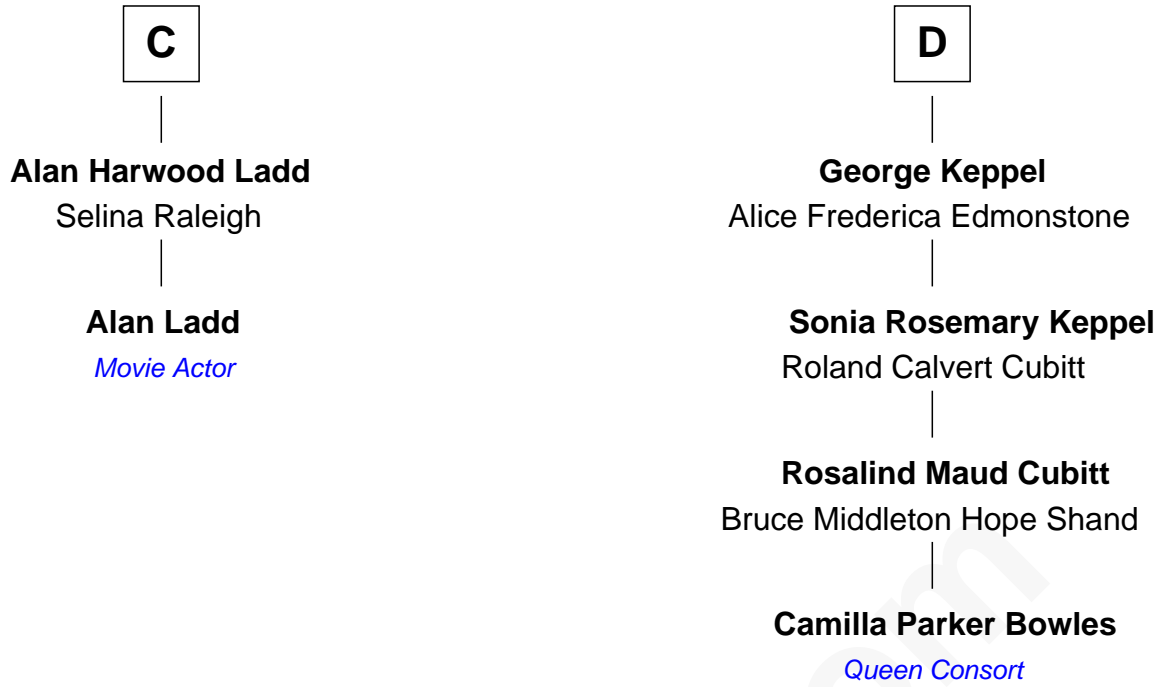 C
Alan Harwood Ladd
Selina Raleigh
Alan Ladd
Movie Actor
D
George Keppel
Alice Frederica Edmonstone
Sonia Rosemary Keppel
Roland Calvert Cubitt
Rosalind Maud Cubitt
Bruce Middleton Hope Shand
Camilla Parker Bowles
Queen Consort